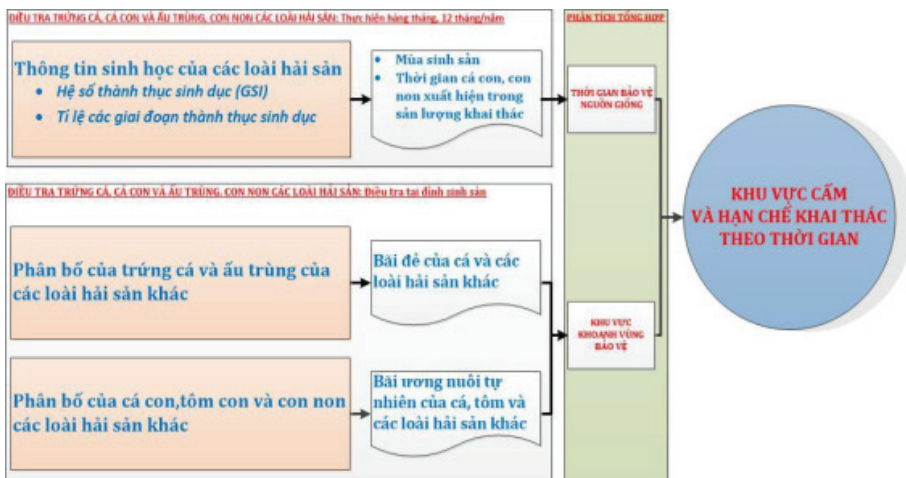 ĐIỀU TRA TRỨNG CÁ, CÁ CON VÀ ẤU TRÙNG, CON NON CÁC LOÀI HẢI SẢN: Thực hiện hàng tháng, 12 tháng/năm
Thông tin sinh học của các loài hải sản
• Hệ số thành thục sinh dục (GSI)
• Tỉ lệ các giai đoạn thành thục sinh dục
• Mùa sinh sản
• Thời gian cá con, con
non xuất hiện trong
sản lượng khai thác
ĐIỀU TRA TRỨNG CÁ, CÁ CON VÀ ẤU TRÙNG, CON NON CÁC LOÀI HẢI SẢN: Điều tra tại đỉnh sinh sản
Phân bố của trứng cá và ấu trùng của
các loài hải sản khác
Bãi đẻ của cá và các
loài hải sản khác
Phân bố của cá con,tôm con và con non
các loài hải sản khác
Bãi ương nuôi tự
nhiên của cá, tôm và
các loài hải sản khác
PHÂN TÍCH TỔNG HỢP
THỜI GIAN BẢO VỆ
NGUỒN GIỐNG
KHU VỰC
KHOANH VÙNG
BẢO VỆ
KHU VỰC CẤM
VÀ HẠN CHẾ KHAI THÁC
THEO THỜI GIAN